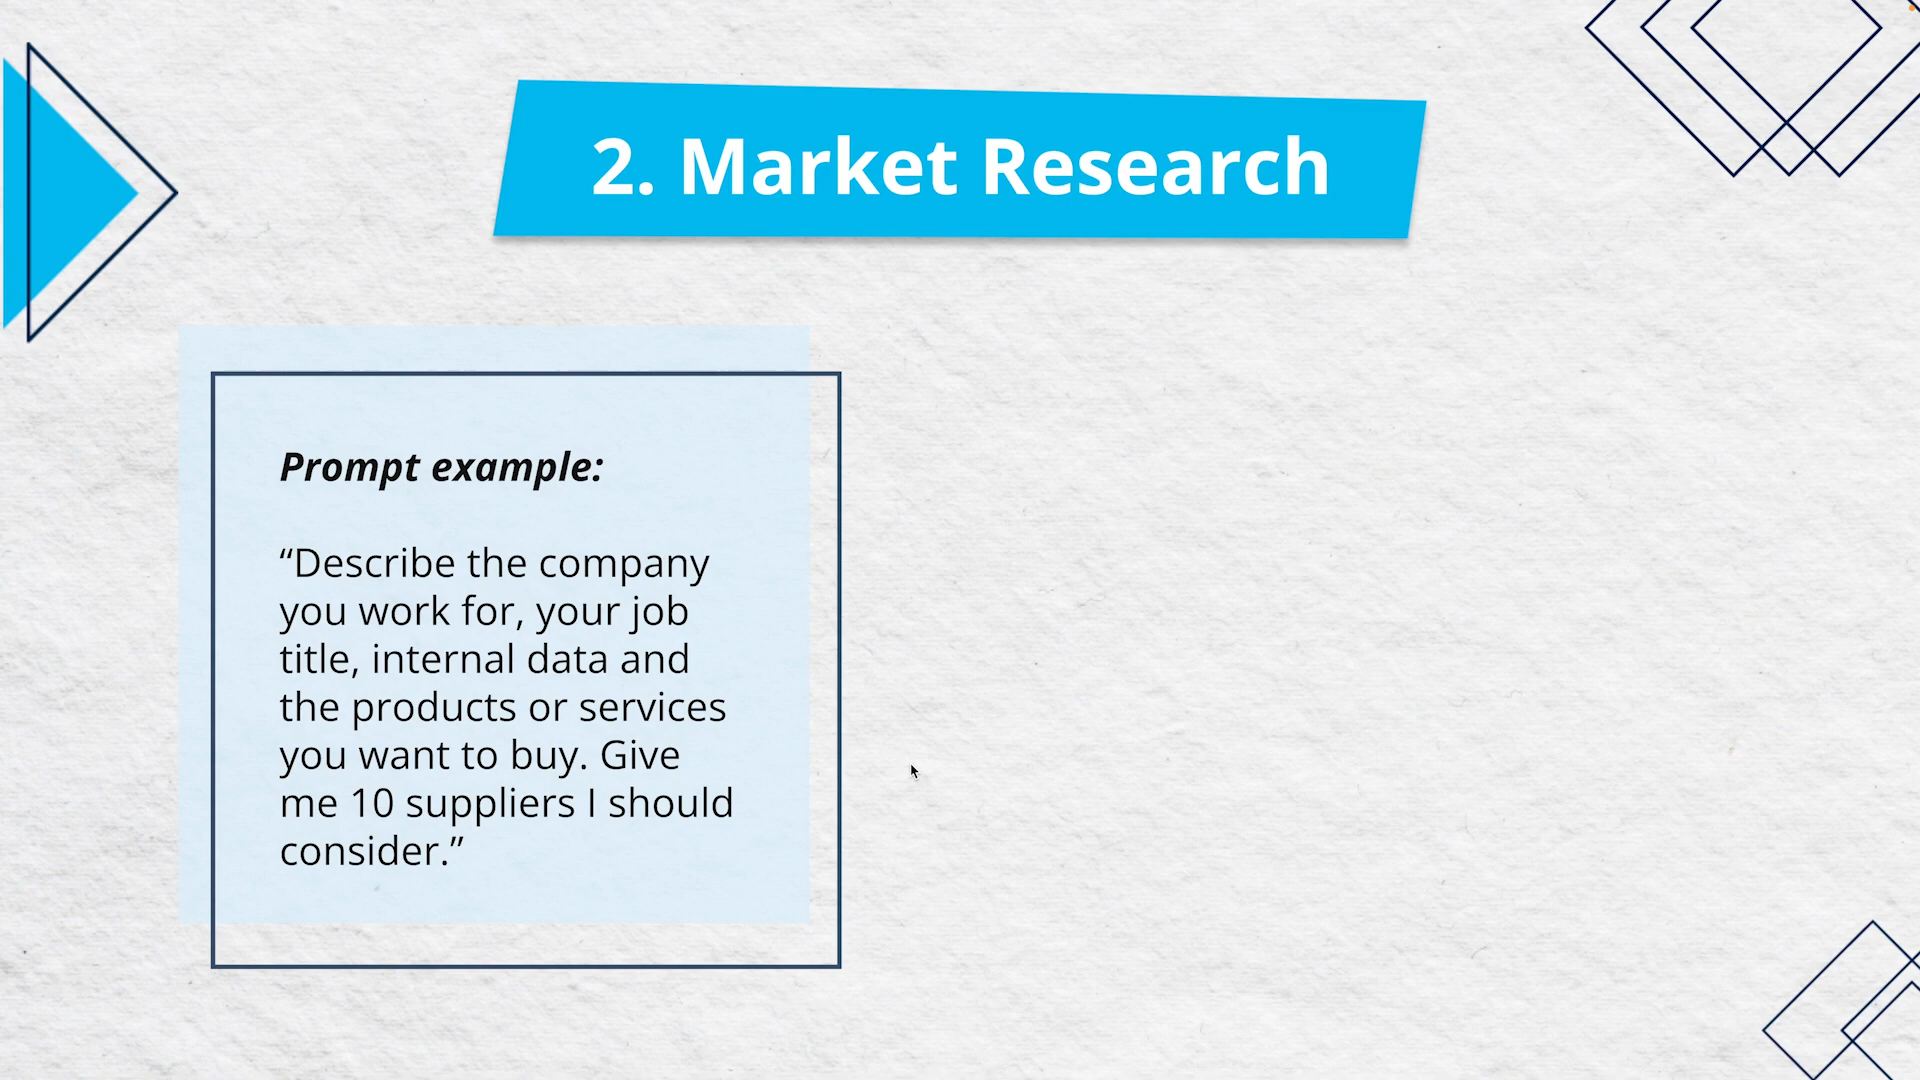 2. Market Research
Prompt example:
“Describe the company
you work for, your job
title, internal data and
the products or services
you want to buy. Give
me 10 suppliers I should
consider.”